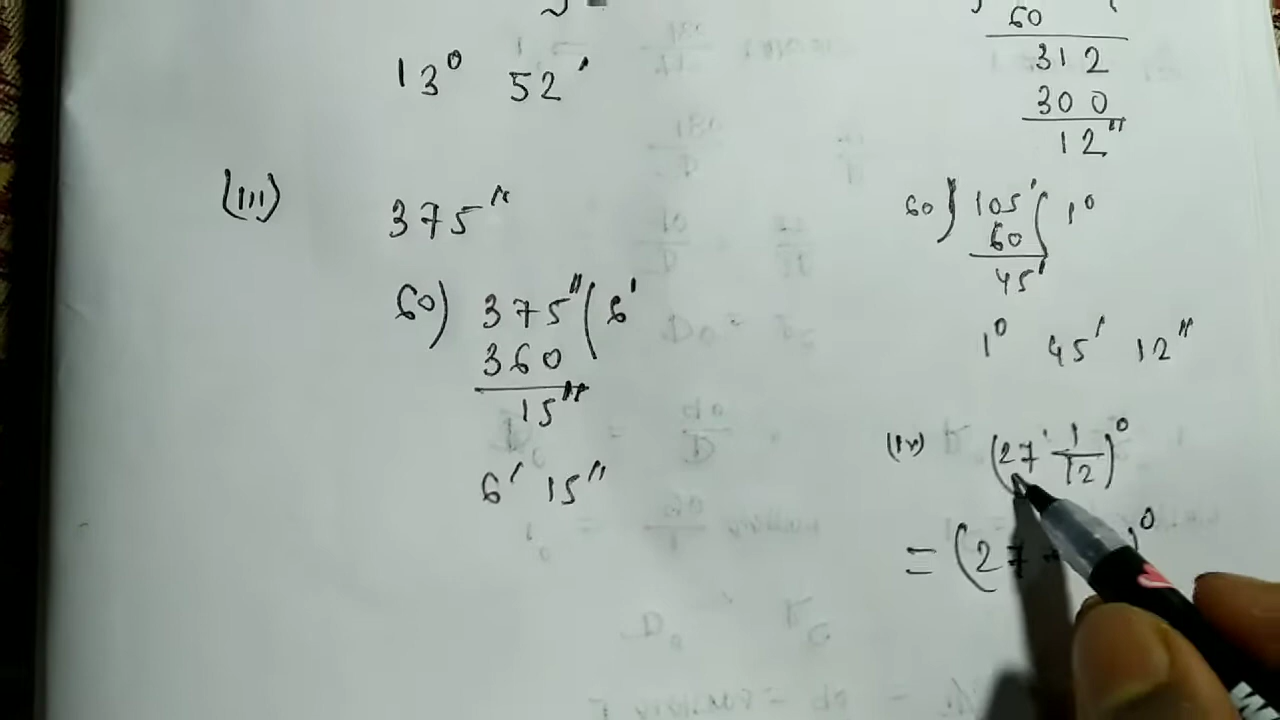 13° 52'
(III) 375"
60) 375" ( 6'
360
15"
6' 15"
60
312
300
12"
60) 105' ( 1°
60
45'
1° 45' 12"
(IV) (27 1/12)°
= (27
)°